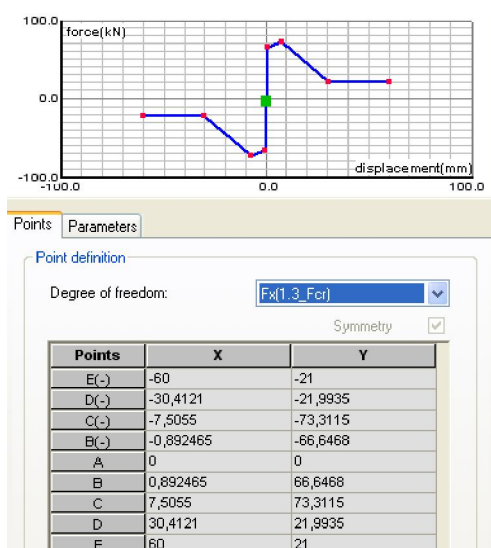 100.0
force(kN)
0.0
displacement(mm)
-100.0
-100.0 0.0 100.0
Points Parameters
Point definition
Degree of freedom: Fx(1.3_Fcr)
Symmetry
Points X Y
E(-) -60 -21
D(-) -30,4121 -21,9935
C(-) -7,5055 -73,3115
B(-) -0,892465 -66,6468
A 0 0
B 0,892465 66,6468
C 7,5055 73,3115
D 30,4121 21,9935
E 60 21